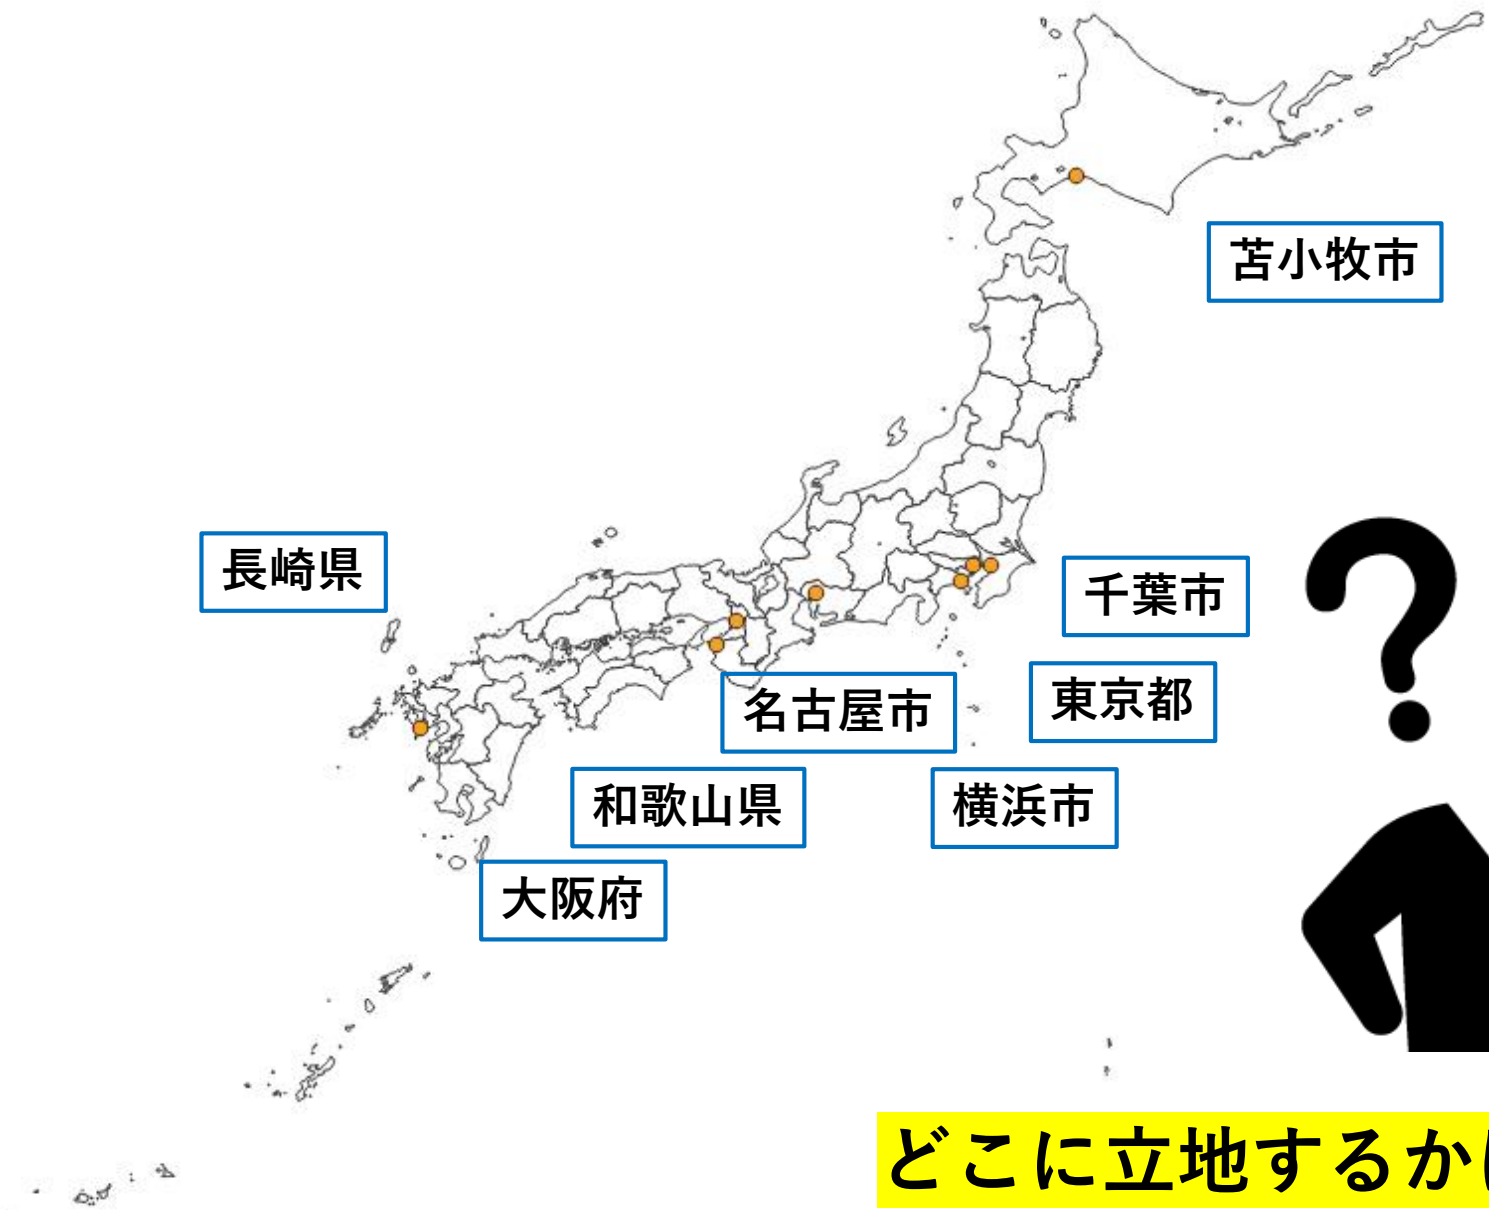 苫小牧市
長崎県
千葉市
東京都
名古屋市
和歌山県
横浜市
大阪府
どこに立地するか